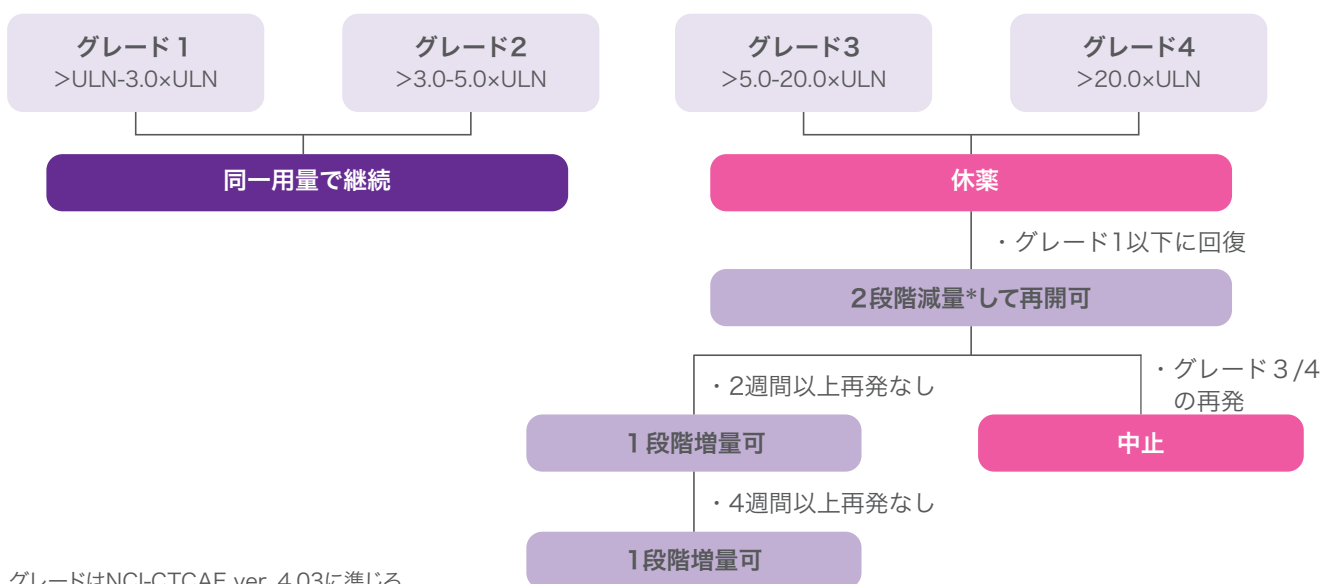 グレード1
>ULN-3.0×ULN
グレード2
>3.0-5.0×ULN
グレード3
>5.0-20.0×ULN
グレード4
>20.0×ULN
同一用量で継続
休薬
・グレード1以下に回復
2段階減量*して再開可
・2週間以上再発なし
・グレード3/4
の再発
1段階増量可
中止
・4週間以上再発なし
1段階増量可
グレードはNCI-CTCAE ver. 4.03に準じる